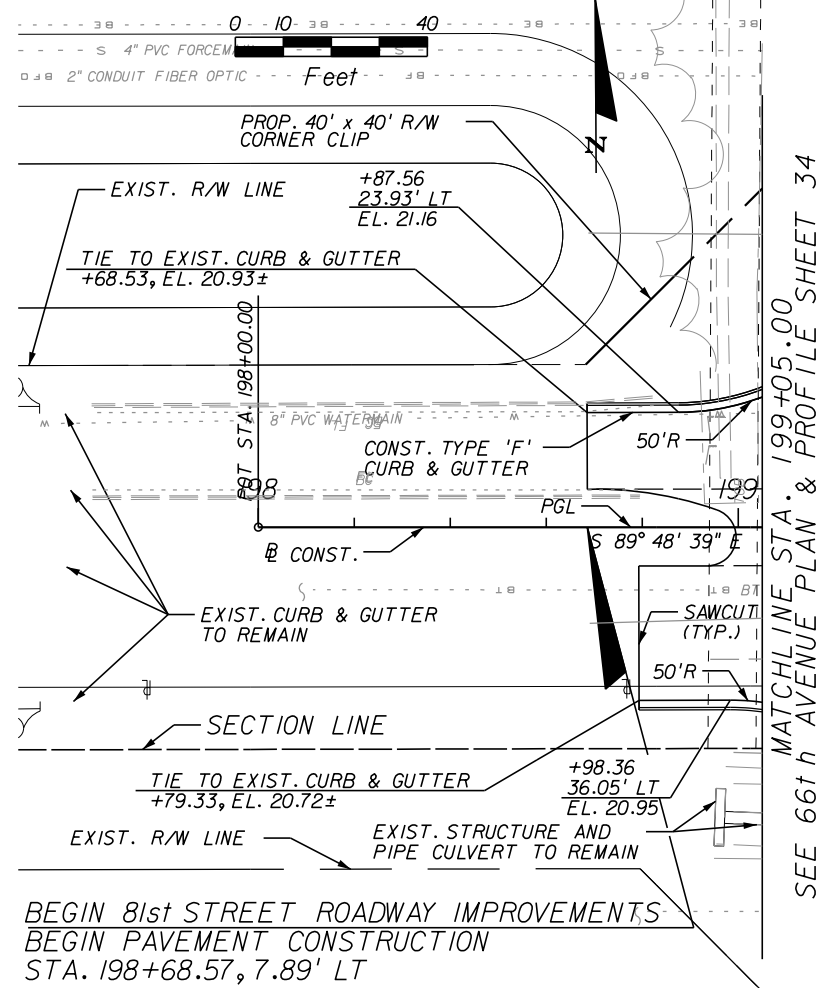 0 10 40
4" PVC FORCEMAIN
2" CONDUIT FIBER OPTIC
Feet
N
PROP. 40' x 40' R/W
CORNER CLIP
EXIST. R/W LINE
+87.56
23.93' LT
EL. 21.16
TIE TO EXIST. CURB & GUTTER
+68.53, EL. 20.93±
PBT STA. 198+00.00
8" PVC WATERMAIN
CONST. TYPE 'F'
CURB & GUTTER
50'R
198
199
PGL
S 89° 48' 39" E
B CONST.
EXIST. CURB & GUTTER
TO REMAIN
SAWCUT
(TYP.)
50'R
SECTION LINE
TIE TO EXIST. CURB & GUTTER
+79.33, EL. 20.72±
+98.36
36.05' LT
EL. 20.95
EXIST. R/W LINE
EXIST. STRUCTURE AND
PIPE CULVERT TO REMAIN
BEGIN 81st STREET ROADWAY IMPROVEMENTS
BEGIN PAVEMENT CONSTRUCTION
STA. 198+68.57, 7.89' LT
MATCHLINE STA. 199+05.00
SEE 66th AVENUE PLAN & PROFILE SHEET 34